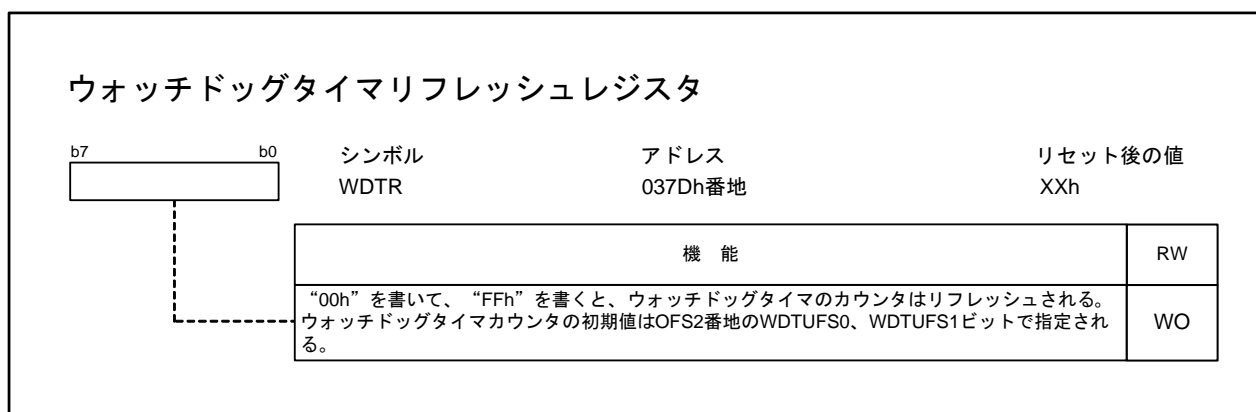 ウォッチドッグタイマリフレッシュレジスタ
b7 b0 シンボル アドレス リセット後の値
WDTR 037Dh番地 XXh
機 能 RW
“00h”を書いて、“FFh”を書くと、ウォッチドッグタイマのカウンタはリフレッシュされる。
ウォッチドッグタイマカウンタの初期値はOFS2番地のWDTUFS0、WDTUFS1ビットで指定され WO
る。